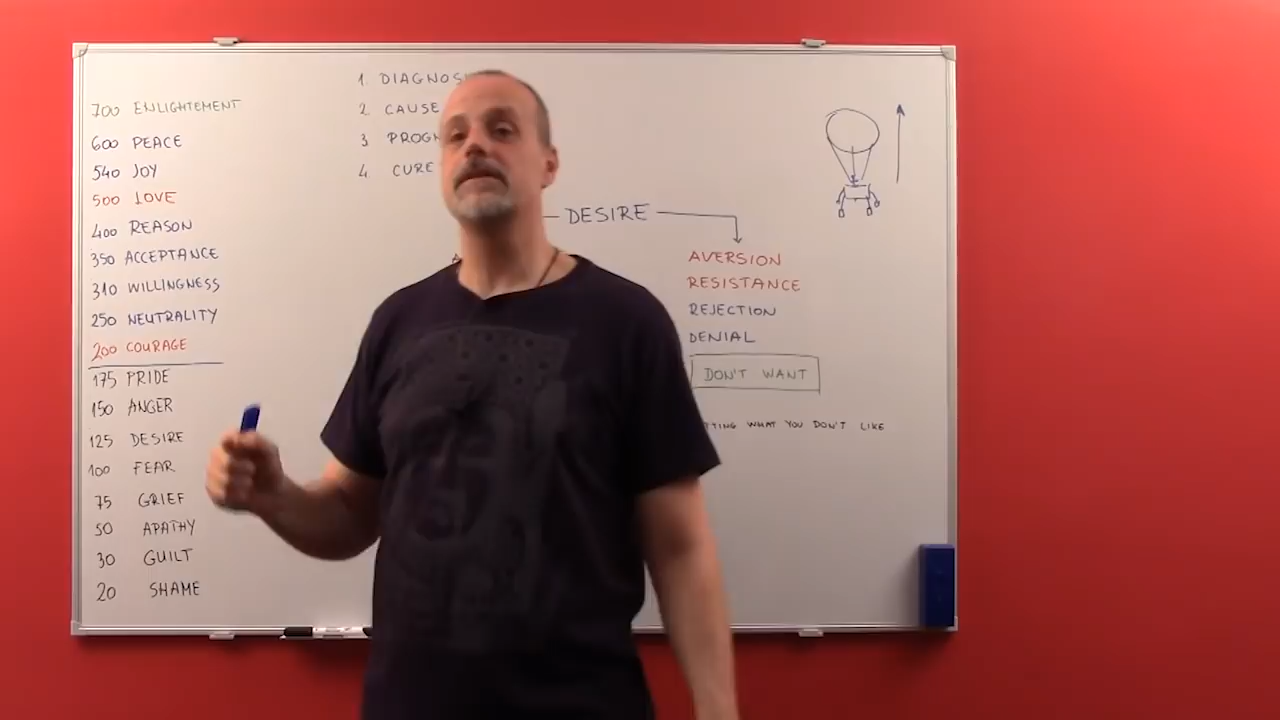 700 ENLIGHTEMENT
600 PEACE
540 JOY
500 LOVE
400 REASON
350 ACCEPTANCE
310 WILLINGNESS
250 NEUTRALITY
200 COURAGE
175 PRIDE
150 ANGER
125 DESIRE
100 FEAR
75 GRIEF
50 APATHY
30 GUILT
20 SHAME
1. DIAGNOS
2 CAUSE
3 PROGN
4 CURE
DESIRE
AVERSION
RESISTANCE
REJECTION
DENIAL
DON'T WANT
TTING WHAT YOU DON'T LIKE